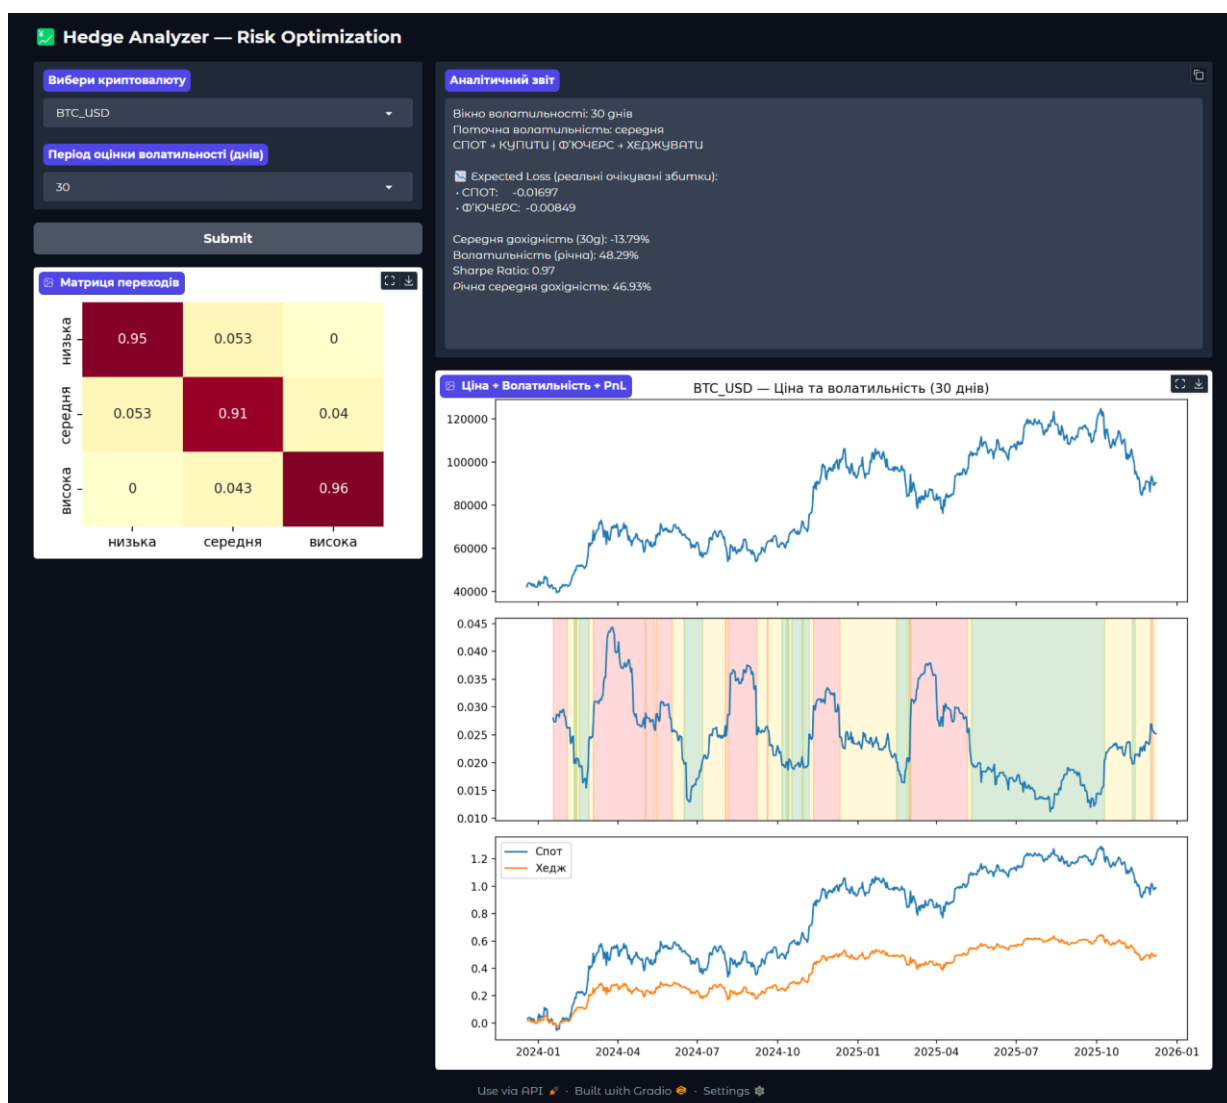 Hedge Analyzer — Risk Optimization
Вибери криптовалюту
BTC_USD
Період оцінки волатильності (днів)
30
Submit
Матриця переходів
низька
0.95
0.053
0
середня
0.053
0.91
0.04
висока
0
0.043
0.96
низька
середня
висока
Аналітичний звіт
Вікно волатильності: 30 днів
Поточна волатильність: середня
СПОТ → КУПИТИ | Ф'ЮЧЕРС → ХЕДЖУВАТИ
Expected Loss (реальні очікувані збитки):
• СПОТ: -0.01697
• Ф'ЮЧЕРС: -0.00849
Середня дохідність (30д): -13.79%
Волатильність (річна): 48.29%
Sharpe Ratio: 0.97
Річна середня дохідність: 46.93%
Ціна + Волатильність + PnL
BTC_USD — Ціна та волатильність (30 днів)
120000
100000
80000
60000
40000
0.045
0.040
0.035
0.030
0.025
0.020
0.015
0.010
Спот
Хедж
1.2
1.0
0.8
0.6
0.4
0.2
0.0
2024-01
2024-04
2024-07
2024-10
2025-01
2025-04
2025-07
2025-10
2026-01
Use via API · Built with Gradio · Settings